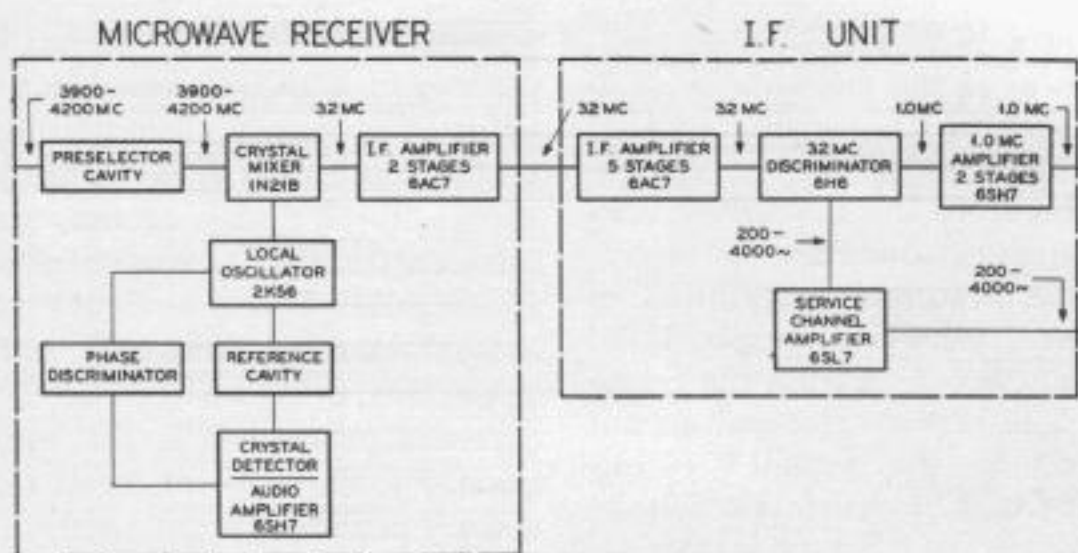 MICROWAVE RECEIVER
3900-
4200 MC
3900-
4200 MC
32 MC
PRESELECTOR
CAVITY
CRYSTAL
MIXER
1N21B
I.F. AMPLIFIER
2 STAGES
6AC7
LOCAL
OSCILLATOR
2K56
PHASE
DISCRIMINATOR
REFERENCE
CAVITY
CRYSTAL
DETECTOR
AUDIO
AMPLIFIER
6SH7
I.F. UNIT
32 MC
32 MC
1.0 MC
1.0 MC
I.F. AMPLIFIER
5 STAGES
6AC7
32 MC
DISCRIMINATOR
6H6
1.0 MC
AMPLIFIER
2 STAGES
6SH7
200-
4000~
200-
4000~
SERVICE
CHANNEL
AMPLIFIER
6SL7